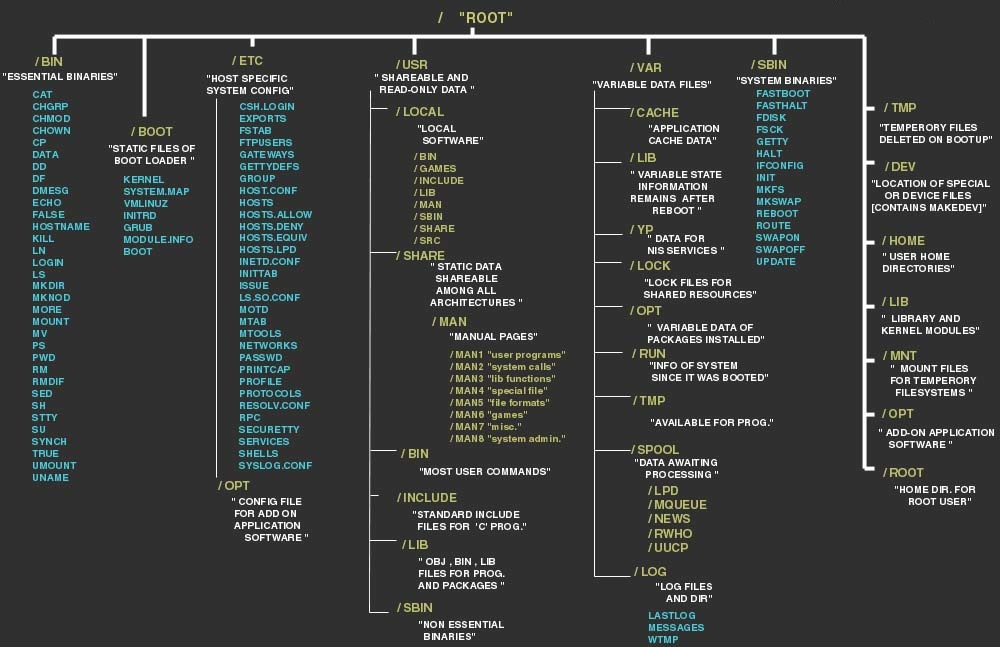 / "ROOT"
/ BIN
"ESSENTIAL BINARIES"
CAT
CHGRP
CHMOD
CHOWN
CP
DATA
DD
DF
DMESG
ECHO
FALSE
HOSTNAME
KILL
LN
LOGIN
LS
MKDIR
MKNOD
MORE
MOUNT
MV
PS
PWD
RM
RMDIF
SED
SH
STTY
SU
SYNCH
TRUE
UMOUNT
UNAME
/ BOOT
"STATIC FILES OF
BOOT LOADER "
KERNEL
SYSTEM.MAP
VMLINUZ
INITRD
GRUB
MODULE.INFO
BOOT
/ ETC
"HOST SPECIFIC
SYSTEM CONFIG"
CSH.LOGIN
EXPORTS
FSTAB
FTPUSERS
GATEWAYS
GETTYDEFS
GROUP
HOST.CONF
HOSTS
HOSTS.ALLOW
HOSTS.DENY
HOSTS.EQUIV
HOSTS.LPD
INETD.CONF
INITTAB
ISSUE
LS.SO.CONF
MOTD
MTAB
MTOOLS
NETWORKS
PASSWD
PRINTCAP
PROFILE
PROTOCOLS
RESOLV.CONF
RPC
SECURETTY
SERVICES
SHELLS
SYSLOG.CONF
/ OPT
" CONFIG FILE
FOR ADD ON
APPLICATION
SOFTWARE "
/ USR
" SHAREABLE AND
READ-ONLY DATA "
/ LOCAL
"LOCAL
SOFTWARE"
/ BIN
/ GAMES
/ INCLUDE
/ LIB
/ MAN
/ SBIN
/ SHARE
/ SRC
/ SHARE
" STATIC DATA
SHAREABLE
AMONG ALL
ARCHITECTURES "
/ MAN
"MANUAL PAGES"
/ MAN1 "user programs"
/ MAN2 "system calls"
/ MAN3 "lib functions"
/ MAN4 "special file"
/ MAN5 "file formats"
/ MAN6 "games"
/ MAN7 "misc."
/ MAN8 "system admin."
/ BIN
"MOST USER COMMANDS"
/ INCLUDE
"STANDARD INCLUDE
FILES FOR 'C' PROG."
/ LIB
" OBJ , BIN , LIB
FILES FOR PROG.
AND PACKAGES "
/ SBIN
"NON ESSENTIAL
BINARIES"
/ VAR
"VARIABLE DATA FILES"
/ CACHE
"APPLICATION
CACHE DATA"
/ LIB
" VARIABLE STATE
INFORMATION
REMAINS AFTER
REBOOT "
/ YP
" DATA FOR
NIS SERVICES "
/ LOCK
"LOCK FILES FOR
SHARED RESOURCES"
/ OPT
" VARIABLE DATA OF
PACKAGES INSTALLED"
/ RUN
"INFO OF SYSTEM
SINCE IT WAS BOOTED"
/ TMP
"AVAILABLE FOR PROG."
/ SPOOL
"DATA AWAITING
PROCESSING "
/ LPD
/ MQUEUE
/ NEWS
/ RWHO
/ UUCP
/ LOG
"LOG FILES
AND DIR"
LASTLOG
MESSAGES
WTMP
/ SBIN
"SYSTEM BINARIES"
FASTBOOT
FASTHALT
FDISK
FSCK
GETTY
HALT
IFCONFIG
INIT
MKFS
MKSWAP
REBOOT
ROUTE
SWAPON
SWAPOFF
UPDATE
/ TMP
"TEMPERORY FILES
DELETED ON BOOTUP"
/ DEV
"LOCATION OF SPECIAL
OR DEVICE FILES
[CONTAINS MAKEDEV]"
/ HOME
" USER HOME
DIRECTORIES"
/ LIB
" LIBRARY AND
KERNEL MODULES"
/ MNT
" MOUNT FILES
FOR TEMPERORY
FILESYSTEMS "
/ OPT
" ADD-ON APPLICATION
SOFTWARE "
/ ROOT
"HOME DIR. FOR
ROOT USER"